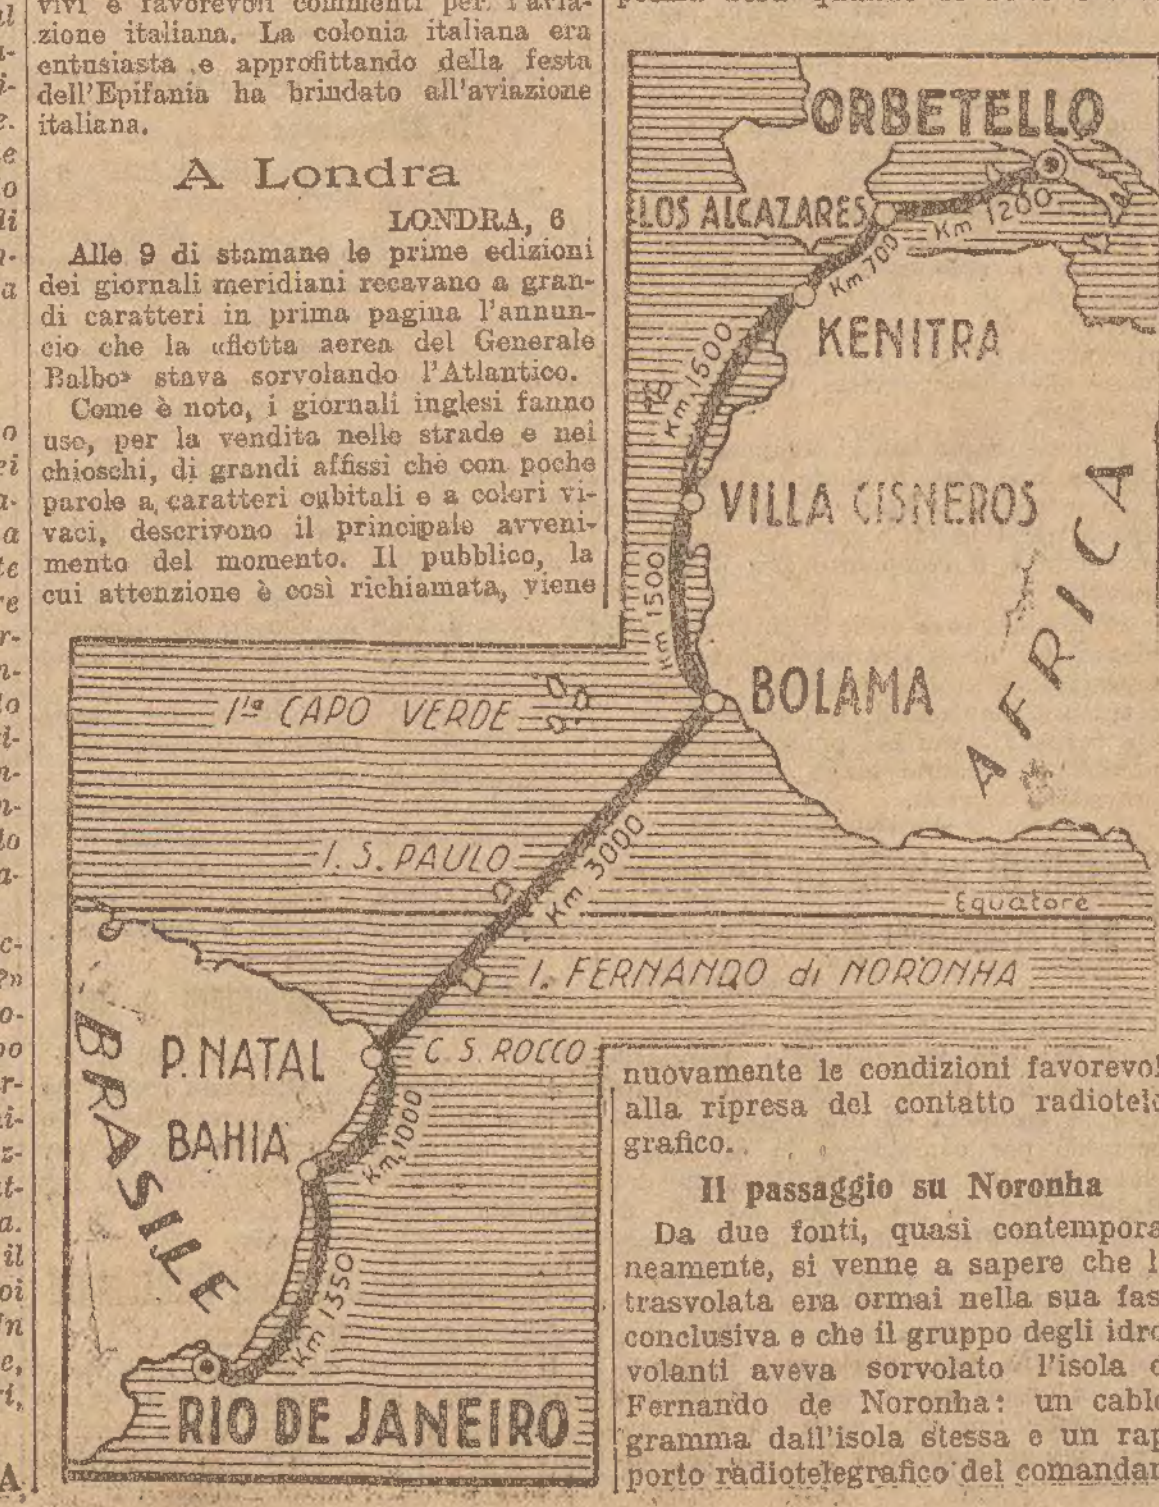 vivi e favorevoli commenti per l'avia-
zione italiana. La colonia italiana era
entusiasta e approfittando della festa
dell'Epifania ha brindato all'aviazione
italiana.
A Londra
LONDRA, 6
Alle 9 di stamane le prime edizioni
dei giornali meridiani recavano a gran-
di caratteri in prima pagina l'annun-
cio che la «flotta aerea del Generale
Balbo» stava sorvolando l'Atlantico.
Come è noto, i giornali inglesi fanno
uso, per la vendita nelle strade e nei
chioschi, di grandi affissi che con poche
parole a caratteri cubitali e a colori vi-
vaci, descrivono il principale avveni-
mento del momento. Il pubblico, la
cui attenzione è così richiamata, viene
ORBETELLO
LOS ALCAZARES
Km 1200
Km 700
KENITRA
Km 1500
VILLA CISNEROS
Km 1500
BOLAMA
AFRICA
Iª CAPO VERDE
I. S. PAULO
Km 3000
Equatore
I. FERNANDO di NORONHA
BRASILE
P. NATAL
C. S. ROCCO
BAHIA
Km 1000
Km 1350
RIO DE JANEIRO
nuovamente le condizioni favorevol
alla ripresa del contatto radiotele
grafico.
Il passaggio su Noronha
Da due fonti, quasi contempora
neamente, si venne a sapere che l
trasvolata era ormai nella sua fas
conclusiva e che il gruppo degli idro
volanti aveva sorvolato l'isola d
Fernando de Noronha: un cablo
gramma dall'isola stessa e un rap
porto radiotelegrafico del comandan